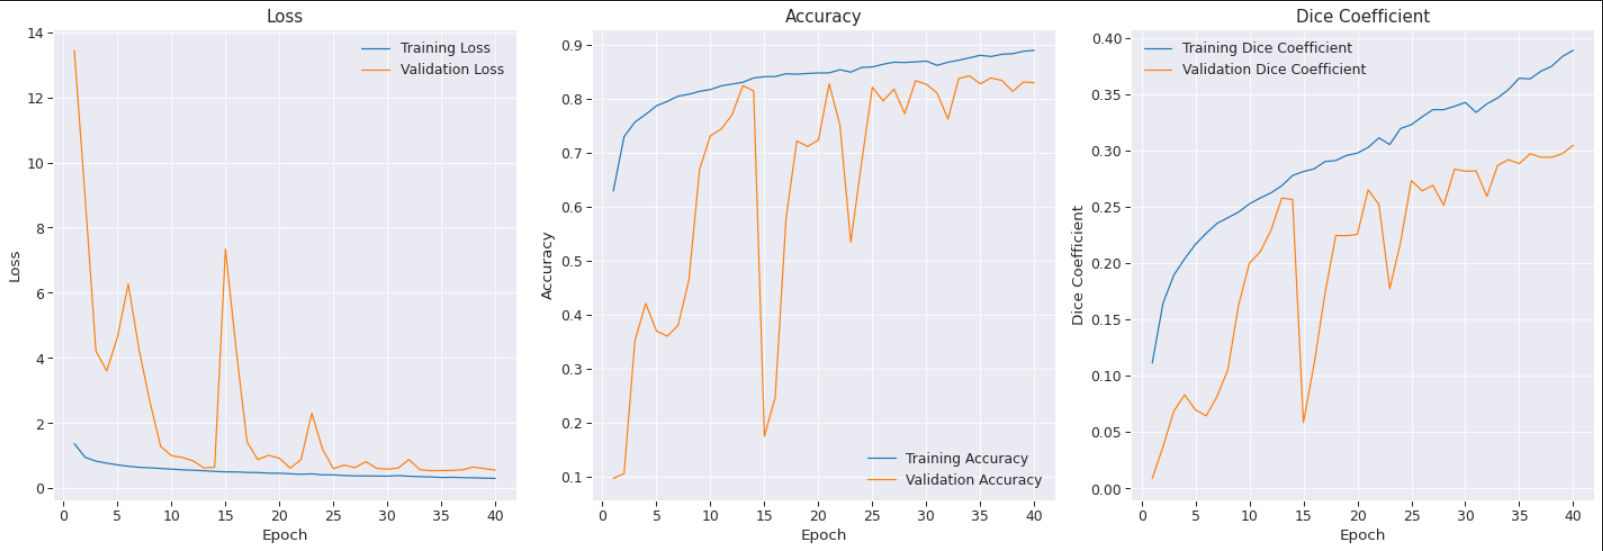 Loss
14
12
10
8
6
4
2
0
Loss
Training Loss
Validation Loss
0 5 10 15 20 25 30 35 40
Epoch
Accuracy
0.9
0.8
0.7
0.6
0.5
0.4
0.3
0.2
0.1
Accuracy
Training Accuracy
Validation Accuracy
0 5 10 15 20 25 30 35 40
Epoch
Dice Coefficient
0.40
0.35
0.30
0.25
0.20
0.15
0.10
0.05
0.00
Dice Coefficient
Training Dice Coefficient
Validation Dice Coefficient
0 5 10 15 20 25 30 35 40
Epoch